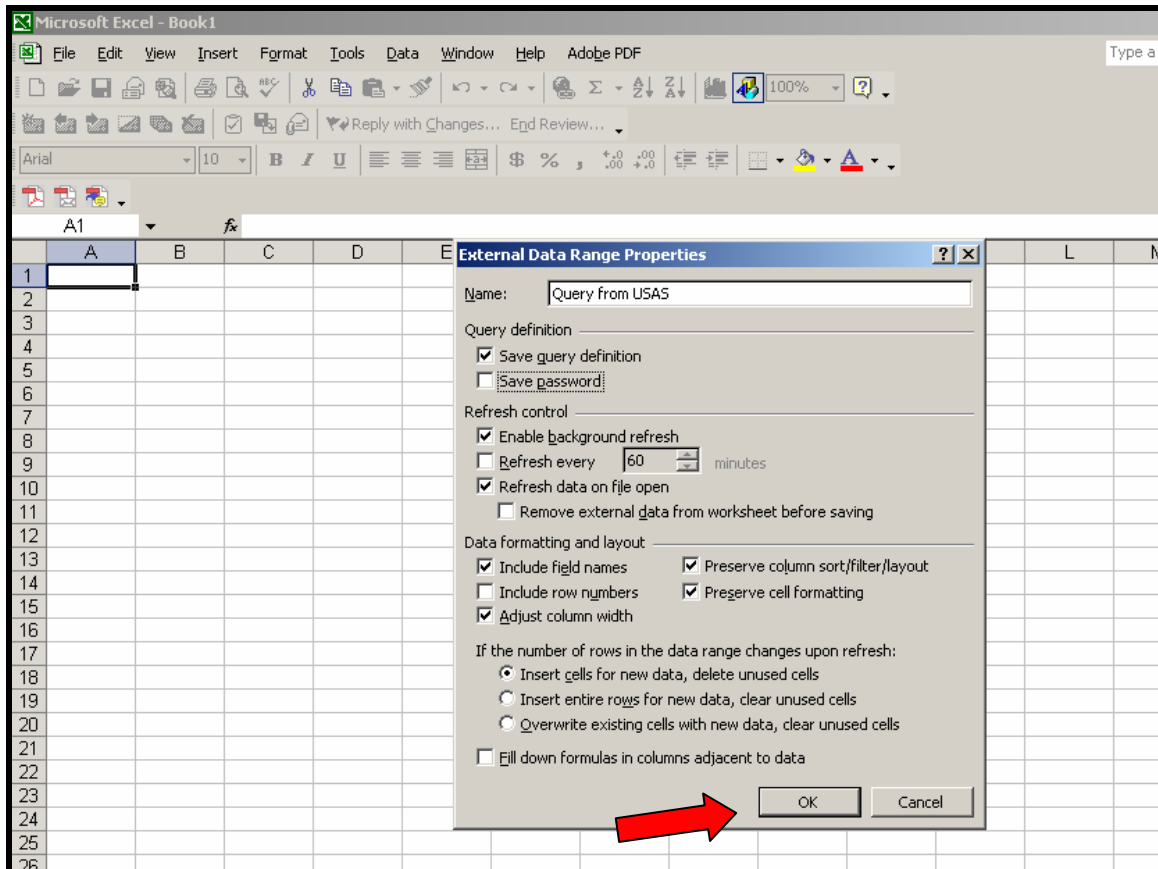 Microsoft Excel - Book1
File Edit View Insert Format Tools Data Window Help Adobe PDF Type a
ABC Σ A Z Z A 100% ?
Reply with Changes... End Review...
Arial 10 B I U a $ % , .0 .00 .00 .0 A
A1 fx
A B C D E L
External Data Range Properties ? X
1
2
3
4
5
6
7
8
9
10
11
12
13
14
15
16
17
18
19
20
21
22
23
24
25
26
Name: Query from USAS
Query definition
Save query definition
Save password
Refresh control
Enable background refresh
Refresh every 60 minutes
Refresh data on file open
Remove external data from worksheet before saving
Data formatting and layout
Include field names Preserve column sort/filter/layout
Include row numbers Preserve cell formatting
Adjust column width
If the number of rows in the data range changes upon refresh:
Insert cells for new data, delete unused cells
Insert entire rows for new data, clear unused cells
Overwrite existing cells with new data, clear unused cells
Fill down formulas in columns adjacent to data
OK Cancel